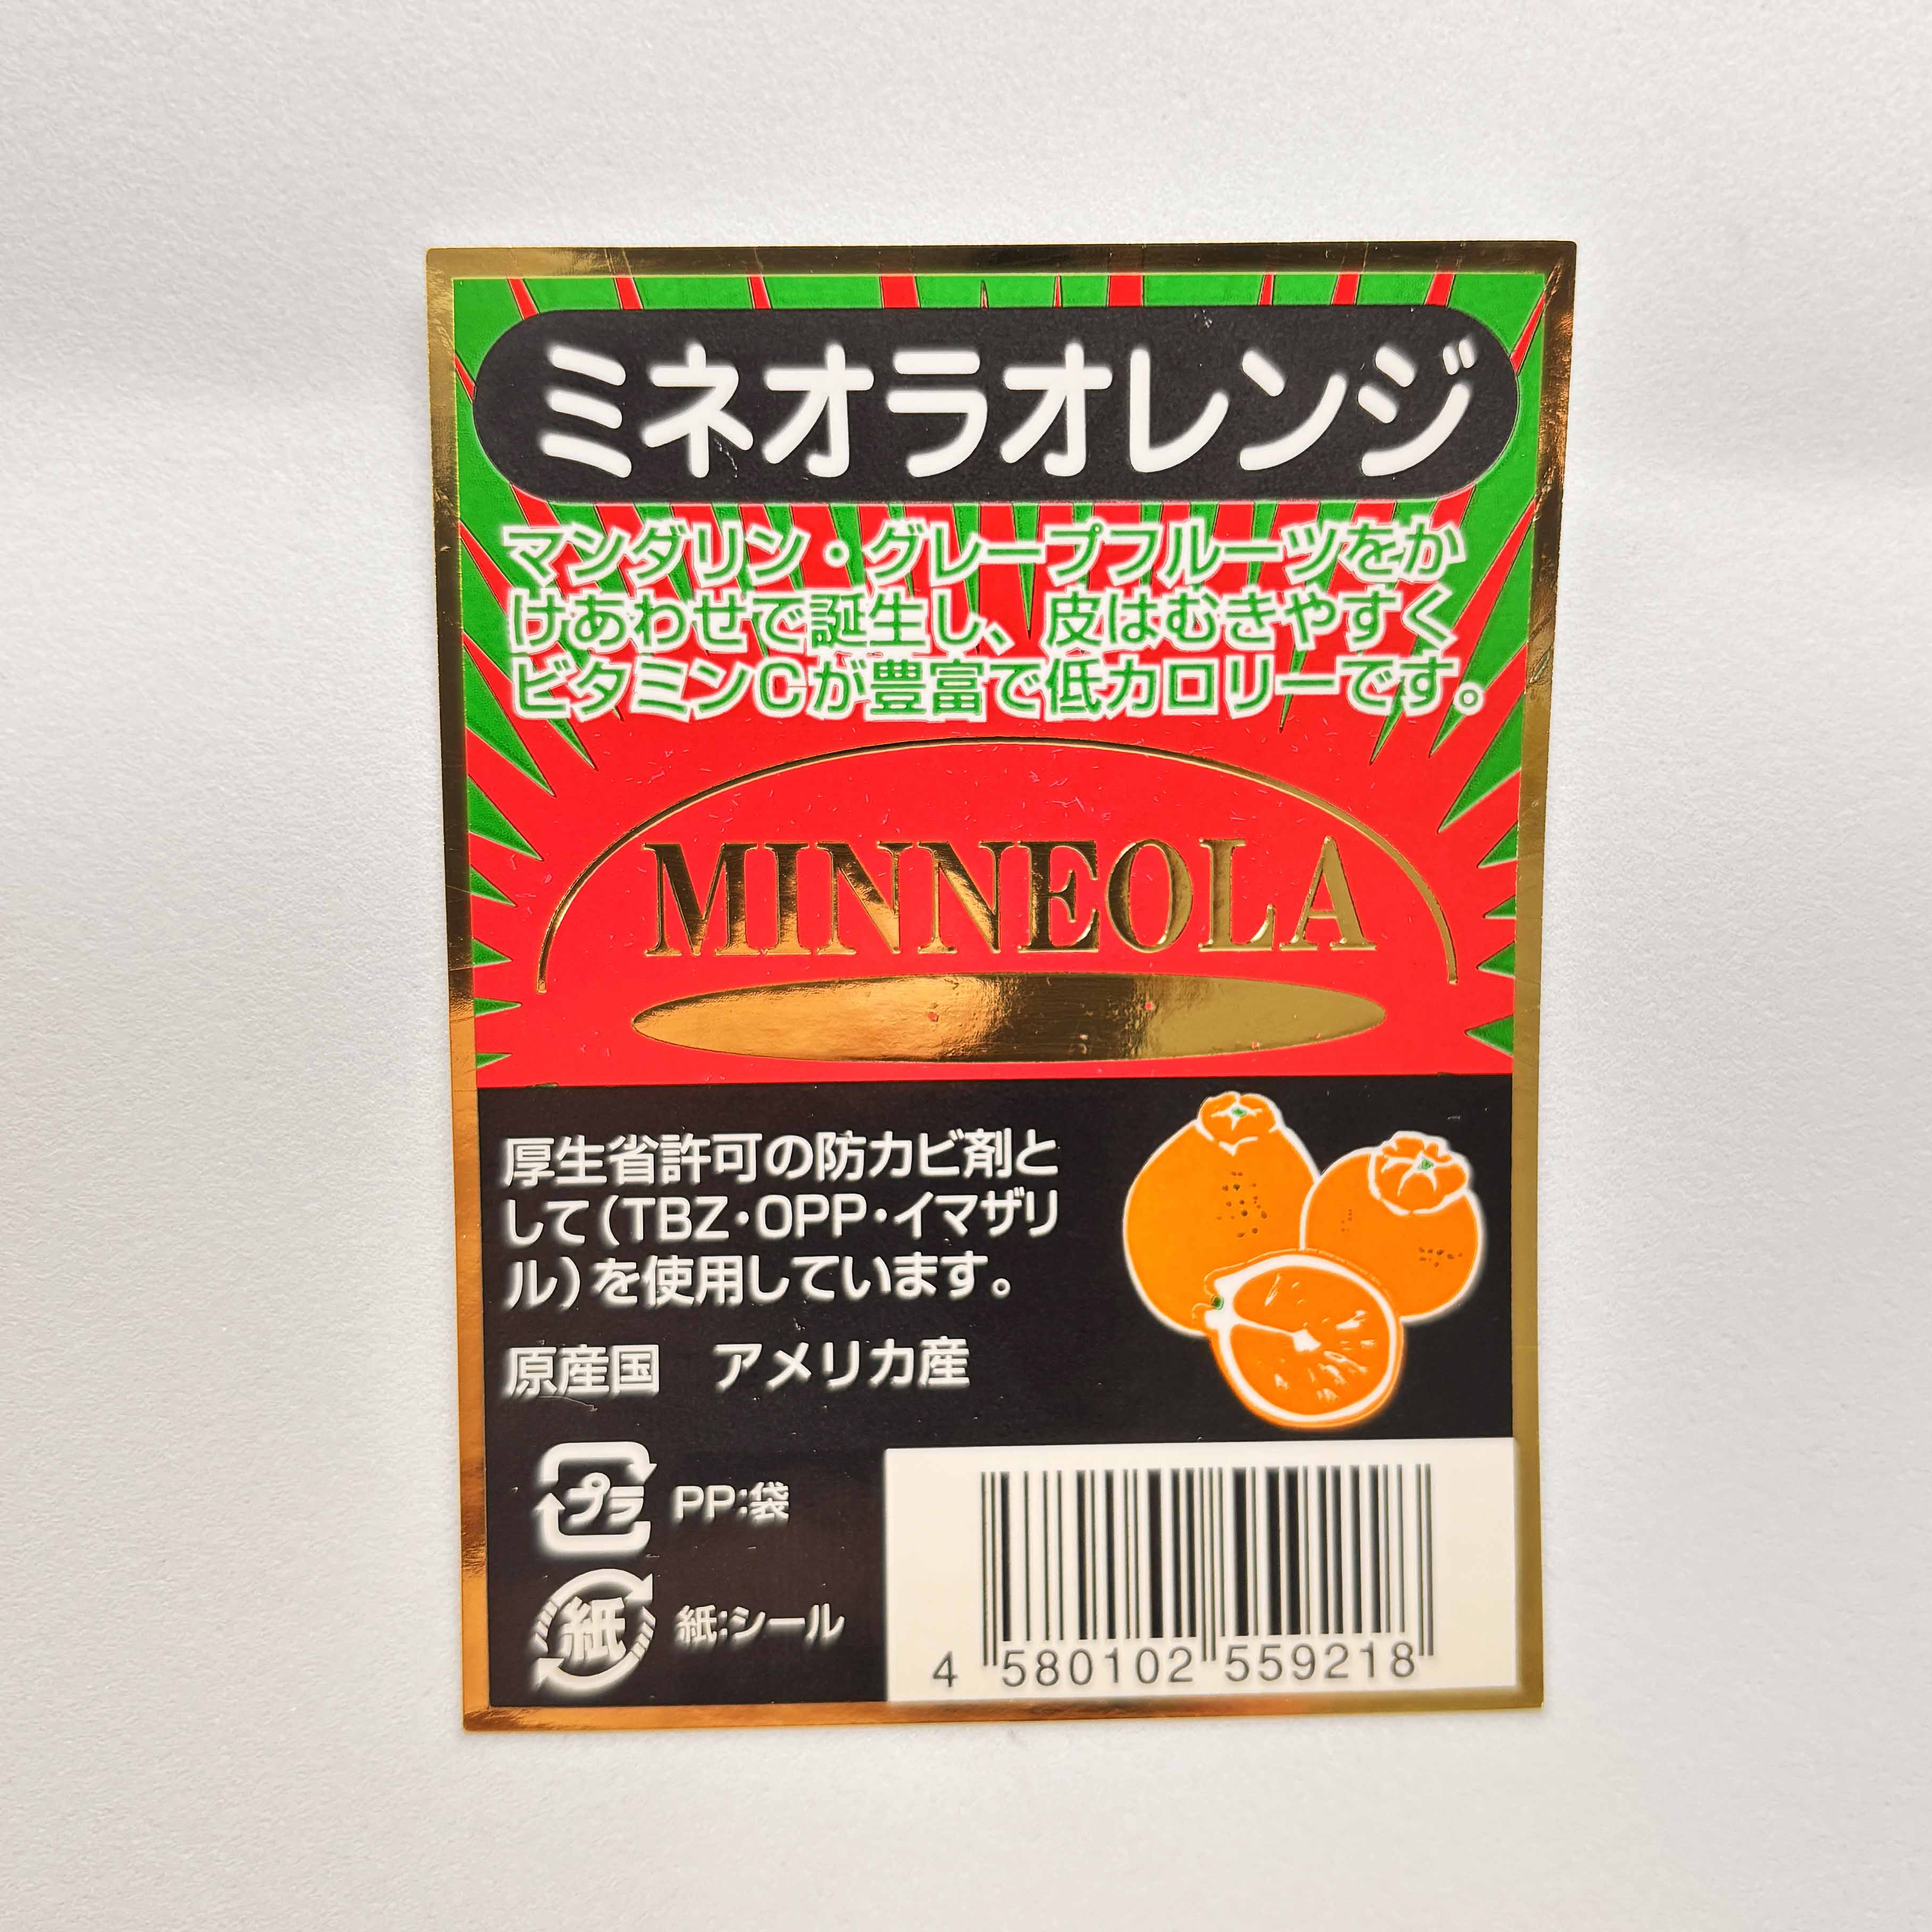 ミネオラオレンジ
マンダリン・グレープフルーツをか
けあわせで誕生し、皮はむきやすく
ビタミンCが豊富で低カロリーです。
MINNEOLA
厚生省許可の防カビ剤と
して(TBZ・OPP・イマザリ
ル)を使用しています。
原産国　アメリカ産
プラ PP:袋
紙 紙:シール
4 580102 559218